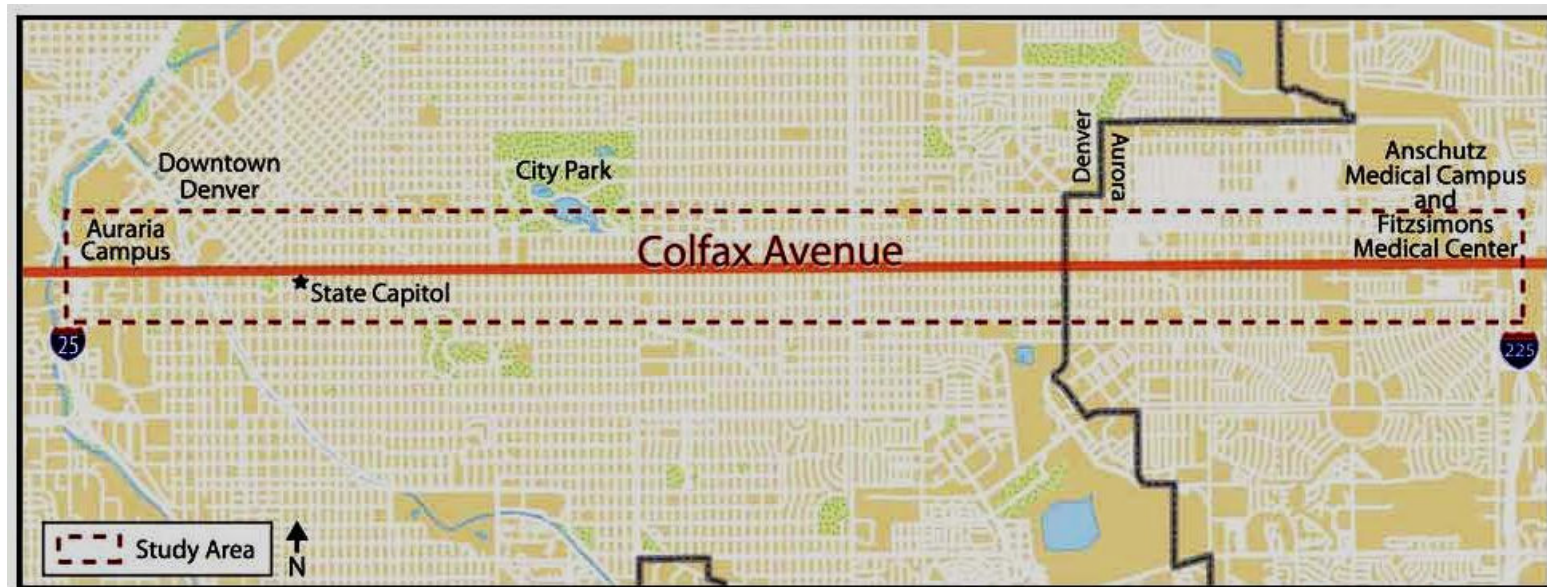 Downtown
Denver
City Park
Denver
Aurora
Anschutz
Medical Campus
and
Fitzsimons
Medical Center
Auraria
Campus
Colfax Avenue
State Capitol
25
225
Study Area
N